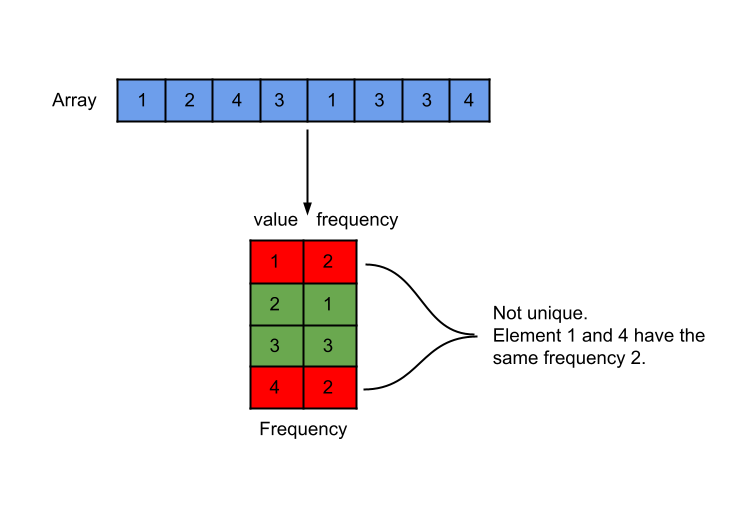 Array 1 2 4 3 1 3 3 4
value frequency
1 2
2 1
3 3
4 2
Not unique.
Element 1 and 4 have the
same frequency 2.
Frequency